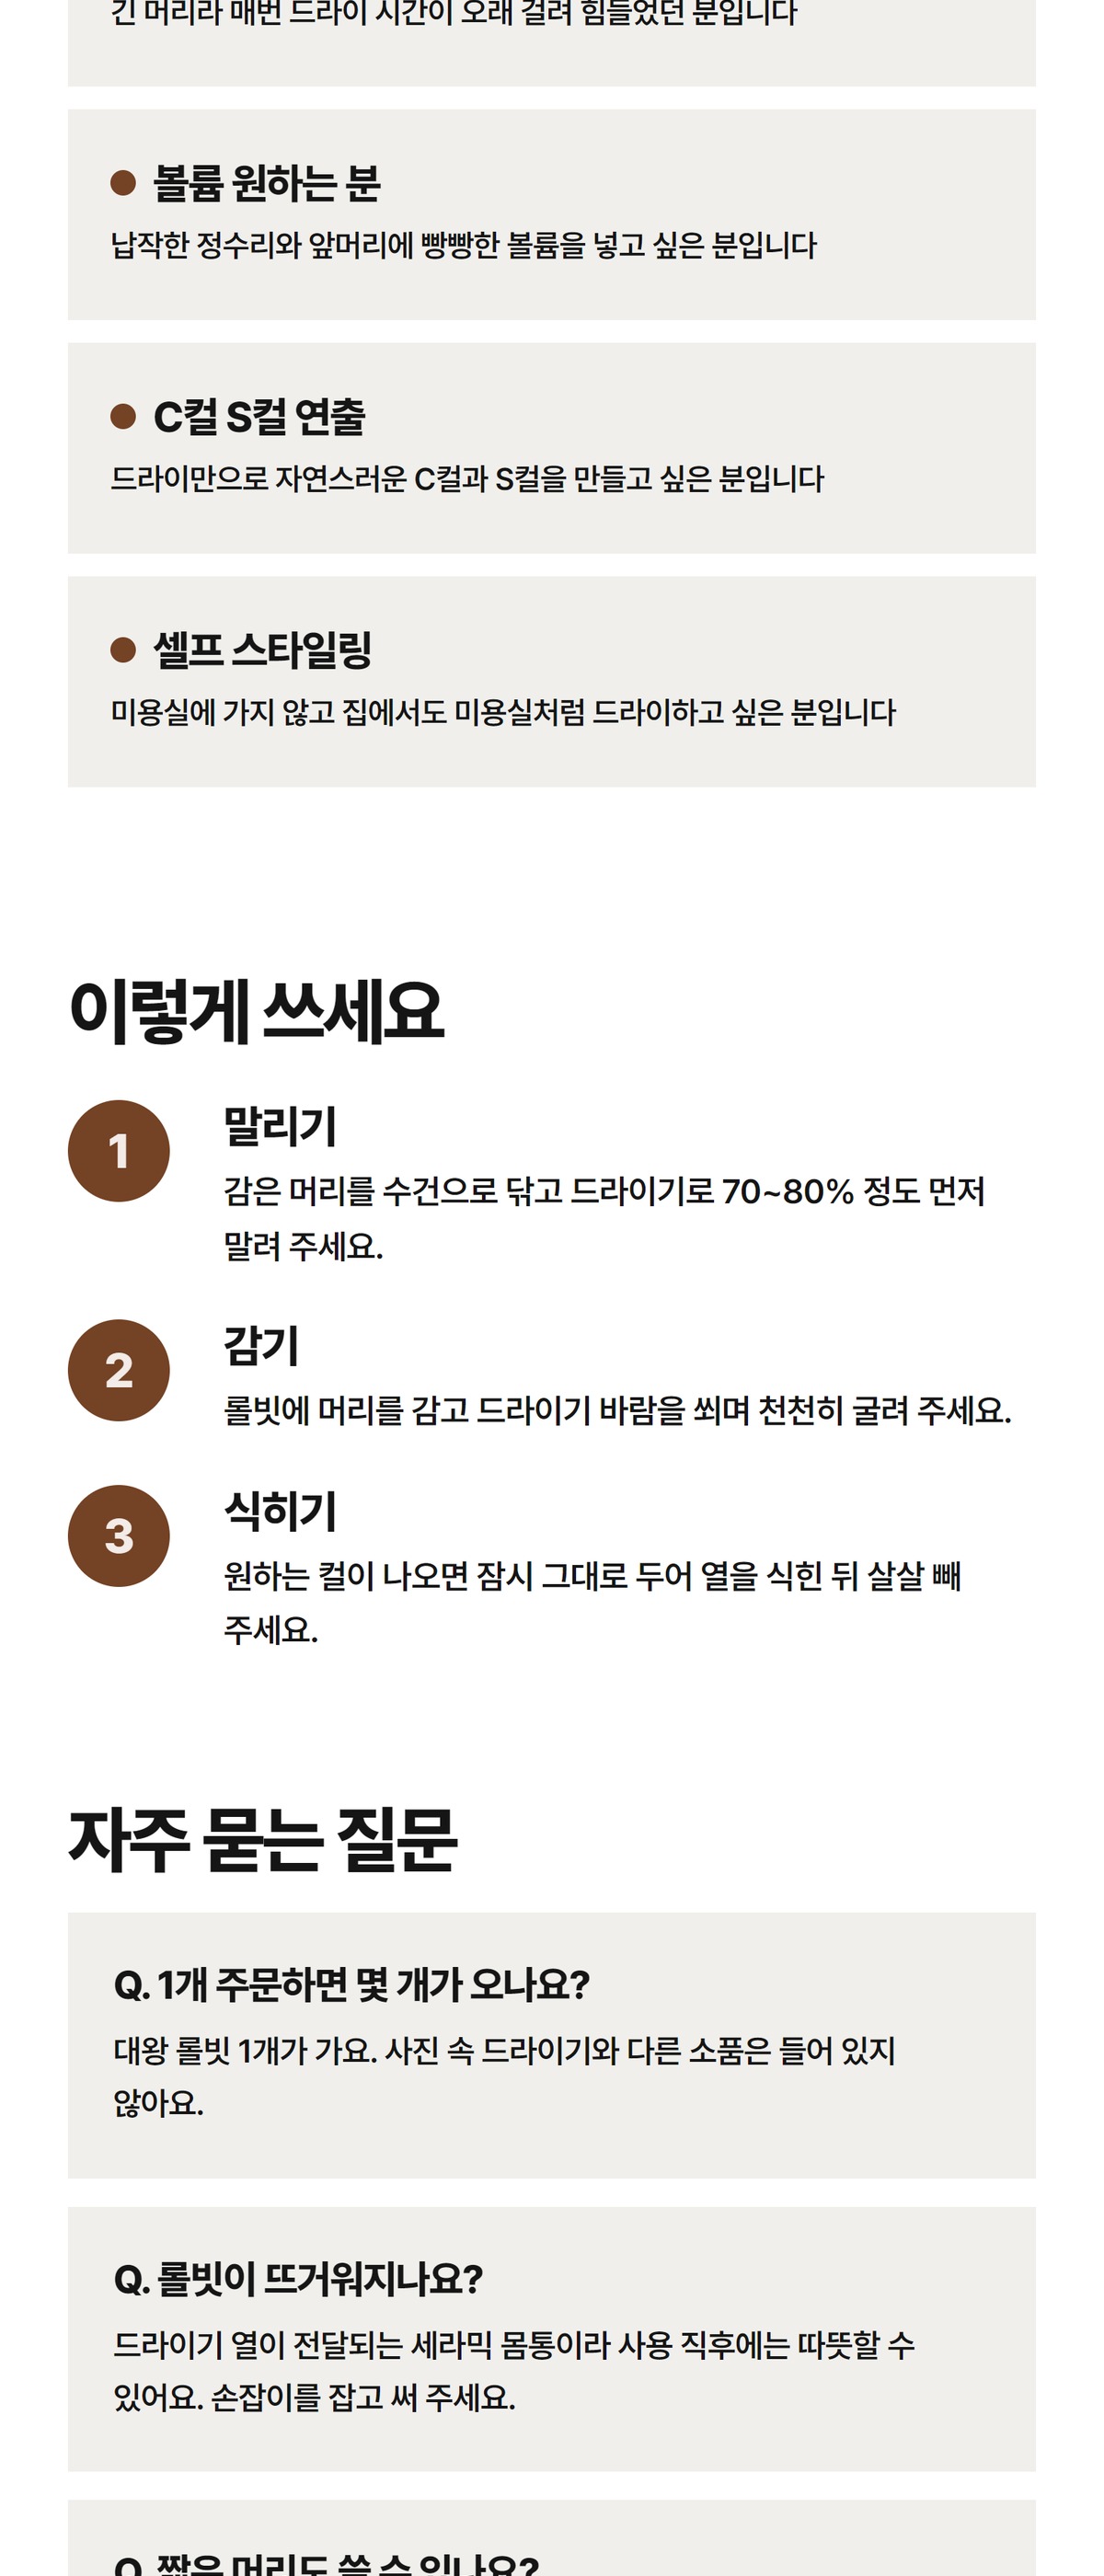 긴 머리라 매번 드라이 시간이 오래 걸려 힘들었던 분입니다
볼륨 원하는 분
납작한 정수리와 앞머리에 빵빵한 볼륨을 넣고 싶은 분입니다
C컬 S컬 연출
드라이만으로 자연스러운 C컬과 S컬을 만들고 싶은 분입니다
셀프 스타일링
미용실에 가지 않고 집에서도 미용실처럼 드라이하고 싶은 분입니다
이렇게 쓰세요
1
말리기
감은 머리를 수건으로 닦고 드라이기로 70~80% 정도 먼저
말려 주세요.
2
감기
롤빗에 머리를 감고 드라이기 바람을 쐬며 천천히 굴려 주세요.
3
식히기
원하는 컬이 나오면 잠시 그대로 두어 열을 식힌 뒤 살살 빼
주세요.
자주 묻는 질문
Q. 1개 주문하면 몇 개가 오나요?
대왕 롤빗 1개가 가요. 사진 속 드라이기와 다른 소품은 들어 있지
않아요.
Q. 롤빗이 뜨거워지나요?
드라이기 열이 전달되는 세라믹 몸통이라 사용 직후에는 따뜻할 수
있어요. 손잡이를 잡고 써 주세요.
Q. 짧은 머리도 쓸 수 있나요?